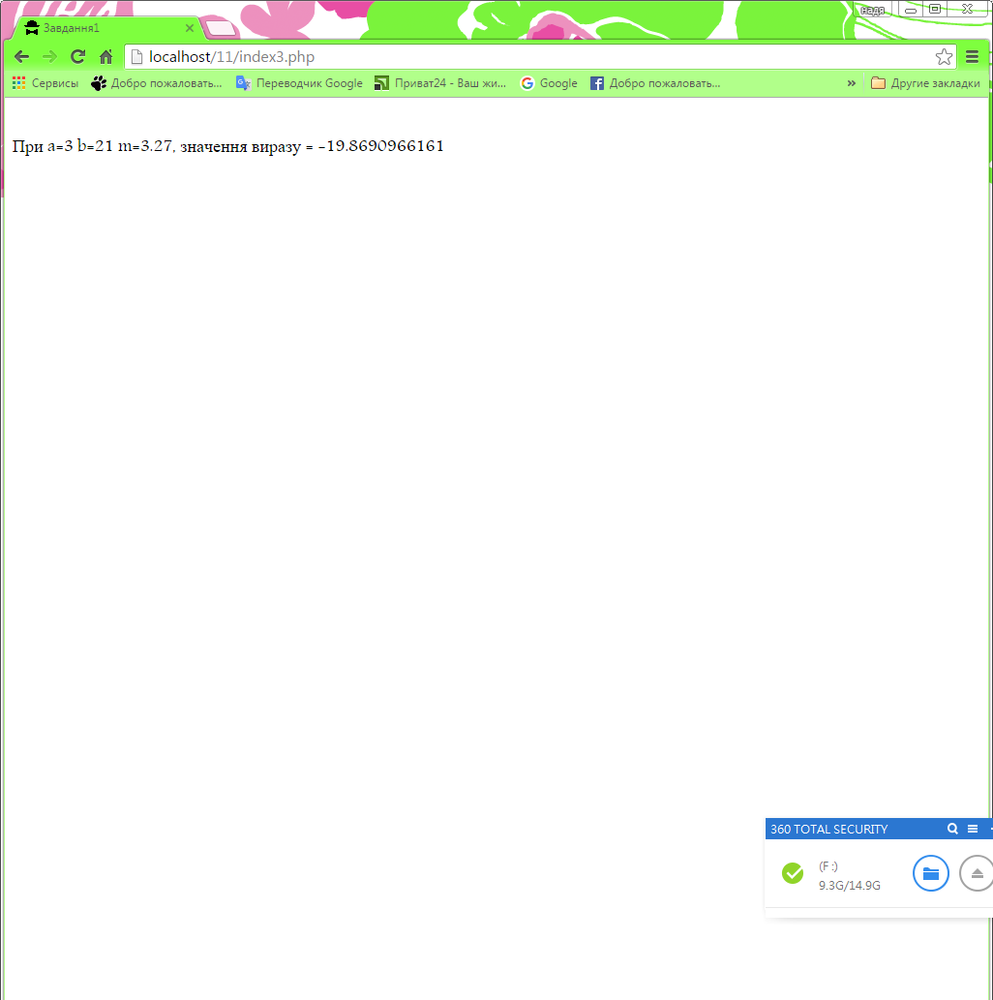 надя
Завдання1
localhost/11/index3.php
Сервисы Добро пожаловать... Переводчик Google Приват24 - Ваш жи... Google Добро пожаловать... » Другие закладки
При a=3 b=21 m=3.27, значення виразу = -19.8690966161
360 TOTAL SECURITY
(F:)
9.3G/14.9G